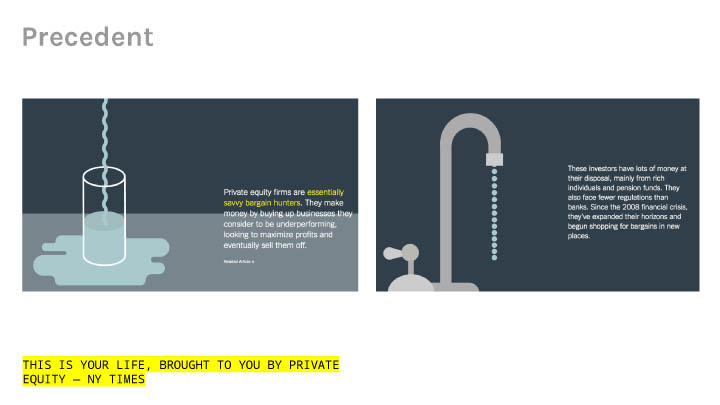 Precedent
Private equity firms are essentially
savvy bargain hunters. They make
money by buying up businesses they
consider to be underperforming,
looking to maximize profits and
eventually sell them off.
Related Article »
These investors have lots of money at
their disposal, mainly from rich
individuals and pension funds. They
also face fewer regulations than
banks. Since the 2008 financial crisis,
they've expanded their horizons and
begun shopping for bargains in new
places.
THIS IS YOUR LIFE, BROUGHT TO YOU BY PRIVATE
EQUITY — NY TIMES